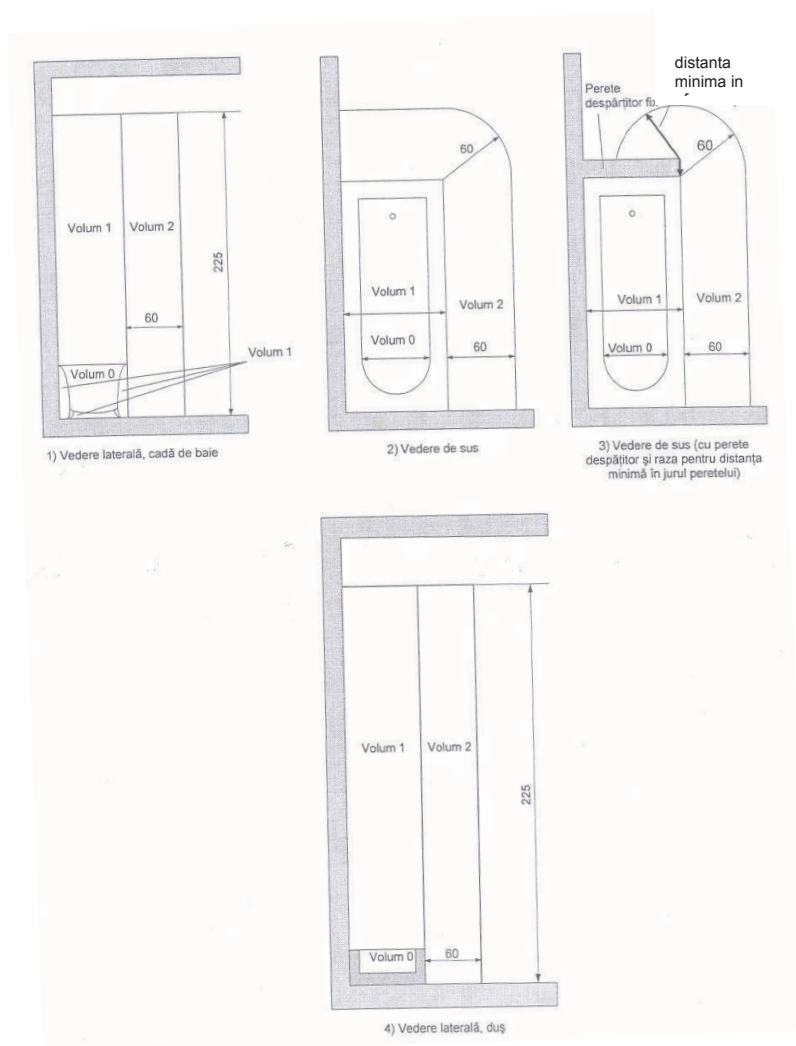 distanta
minima in
Perete
despărțitor fix.
60
60
Volum 1
Volum 2
225
60
Volum 0
Volum 1
Volum 1
Volum 2
Volum 0
60
Volum 1
Volum 2
Volum 0
60
1) Vedere laterală, cadă de baie
2) Vedere de sus
3) Vedere de sus (cu perete
despățitor și raza pentru distanța
minimă în jurul peretelui)
Volum 1
Volum 2
225
Volum 0
60
4) Vedere laterală, duș